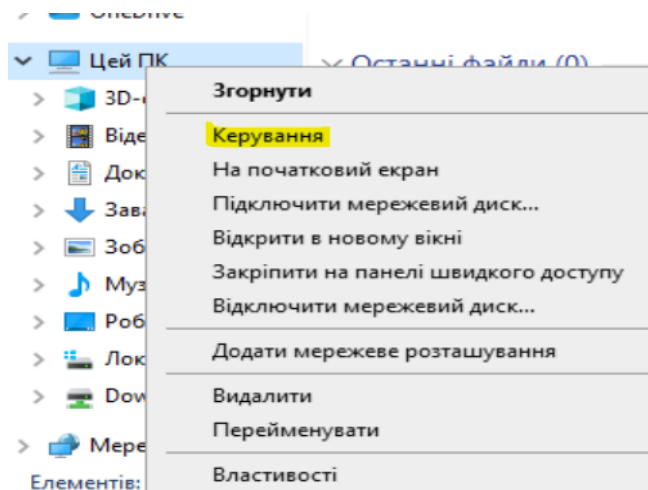 OneDrive
Цей ПК
Останні файли (0)
3D-
Згорнути
Віде
Керування
Док
На початковий екран
Зава
Підключити мережевий диск...
Зоб
Відкрити в новому вікні
Муз
Закріпити на панелі швидкого доступу
Роб
Відключити мережевий диск...
Лок
Додати мережеве розташування
Dow
Видалити
Перейменувати
Мере
Властивості
Елементів: